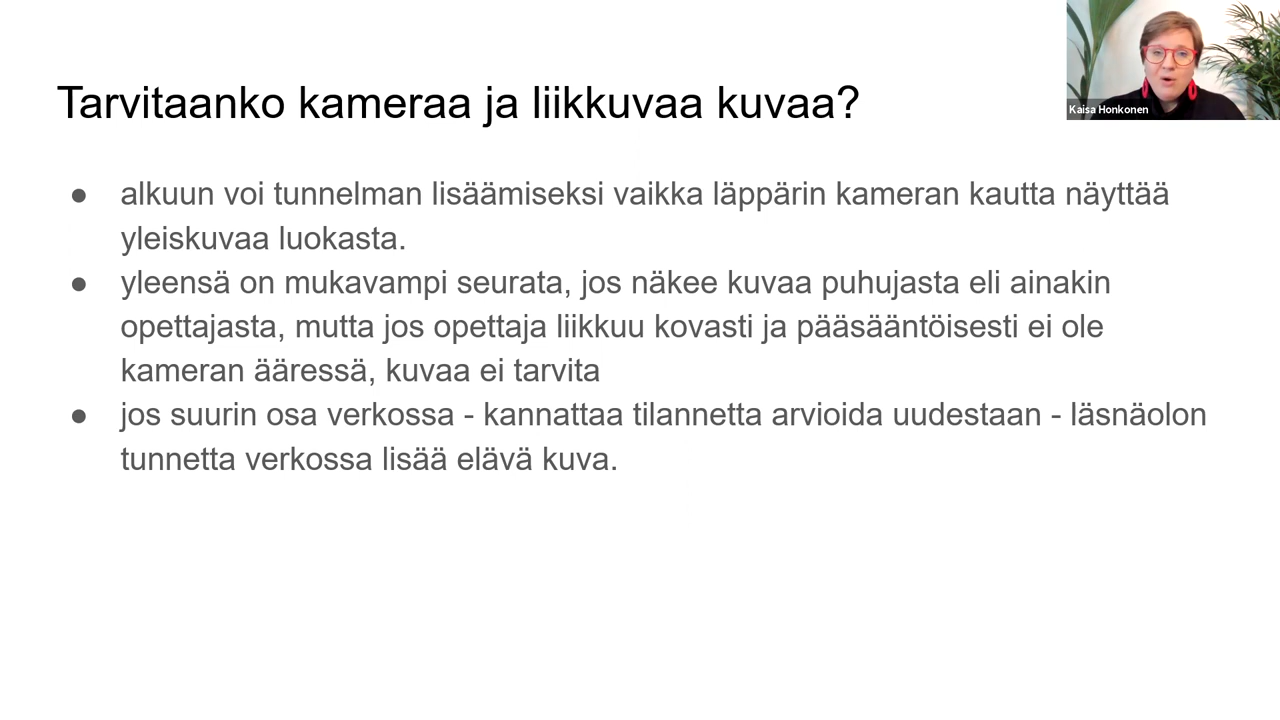 Tarvitaanko kameraa ja liikkuvaa kuvaa?
Kaisa Honkonen
● alkuun voi tunnelman lisäämiseksi vaikka läppärin kameran kautta näyttää
yleiskuvaa luokasta.
● yleensä on mukavampi seurata, jos näkee kuvaa puhujasta eli ainakin
opettajasta, mutta jos opettaja liikkuu kovasti ja pääsääntöisesti ei ole
kameran ääressä, kuvaa ei tarvita
● jos suurin osa verkossa - kannattaa tilannetta arvioida uudestaan - läsnäolon
tunnetta verkossa lisää elävä kuva.